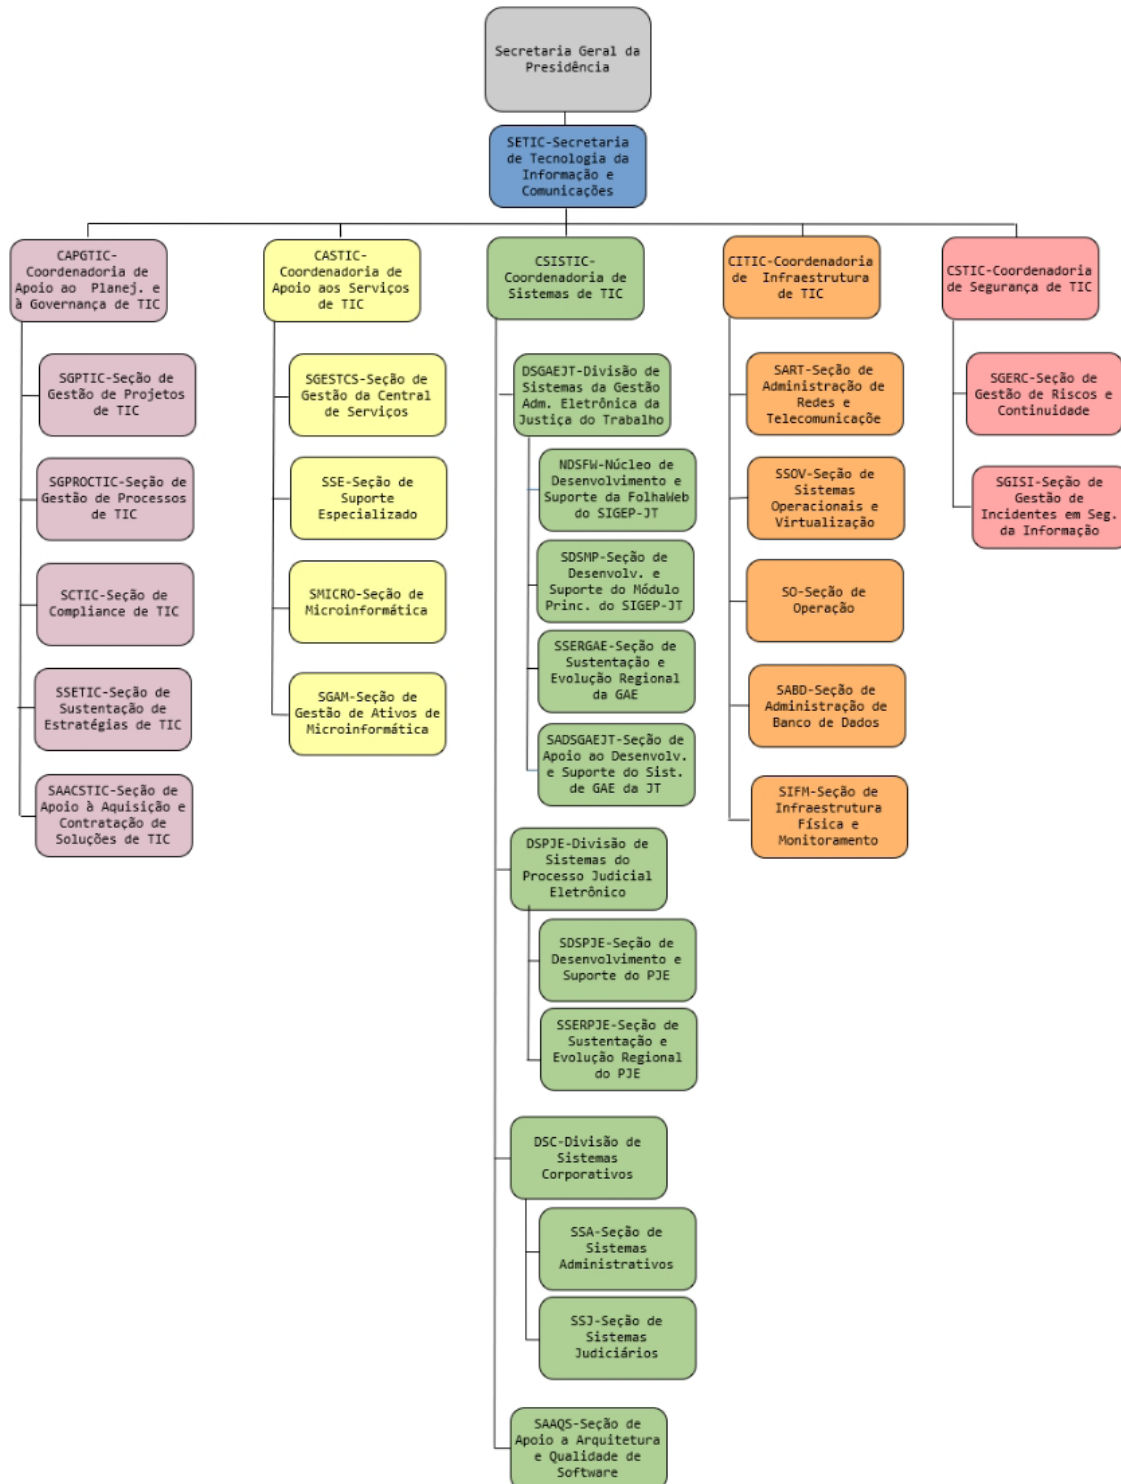 Secretaria Geral da
Presidência
SETIC-Secretaria
de Tecnologia da
Informação e
Comunicações
CAPGTIC-
Coordenadoria de
Apoio ao Planej. e
à Governança de TIC
SGPTIC-Seção de
Gestão de Projetos
de TIC
SGPROCTIC-Seção de
Gestão de Processos
de TIC
SCTIC-Seção de
Compliance de TIC
SSETIC-Seção de
Sustentação de
Estratégias de TIC
SAACSTIC-Seção de
Apoio à Aquisição e
Contratação de
Soluções de TIC
CASTIC-
Coordenadoria de
Apoio aos Serviços
de TIC
SGESTCS-Seção de
Gestão da Central
de Serviços
SSE-Seção de
Suporte
Especializado
SMICRO-Seção de
Microinformática
SGAM-Seção de
Gestão de Ativos de
Microinformática
CSISTIC-
Coordenadoria de
Sistemas de TIC
DSGAEJT-Divisão de
Sistemas da Gestão
Adm. Eletrônica da
Justiça do Trabalho
NDSFW-Núcleo de
Desenvolvimento e
Suporte da FolhaWeb
do SIGEP-JT
SDSMP-Seção de
Desenvolv. e
Suporte do Módulo
Princ. do SIGEP-JT
SSERGAE-Seção de
Sustentação e
Evolução Regional
da GAE
SADSGAEJT-Seção de
Apoio ao Desenvolv.
e Suporte do Sist.
de GAE da JT
DSPJE-Divisão de
Sistemas do
Processo Judicial
Eletrônico
SDSPJE-Seção de
Desenvolvimento e
Suporte do PJE
SSERPJE-Seção de
Sustentação e
Evolução Regional
do PJE
DSC-Divisão de
Sistemas
Corporativos
SSA-Seção de
Sistemas
Administrativos
SSJ-Seção de
Sistemas
Judiciários
SAAQS-Seção de
Apoio a Arquitetura
e Qualidade de
Software
CITIC-Coordenadoria
de Infraestrutura
de TIC
SART-Seção de
Administração de
Redes e
Telecomunicaçõe
SSOV-Seção de
Sistemas
Operacionais e
Virtualização
SO-Seção de
Operação
SABD-Seção de
Administração de
Banco de Dados
SIFM-Seção de
Infraestrutura
Física e
Monitoramento
CSTIC-Coordenadoria
de Segurança de TIC
SGERC-Seção de
Gestão de Riscos e
Continuidade
SGISI-Seção de
Gestão de
Incidentes em Seg.
da Informação